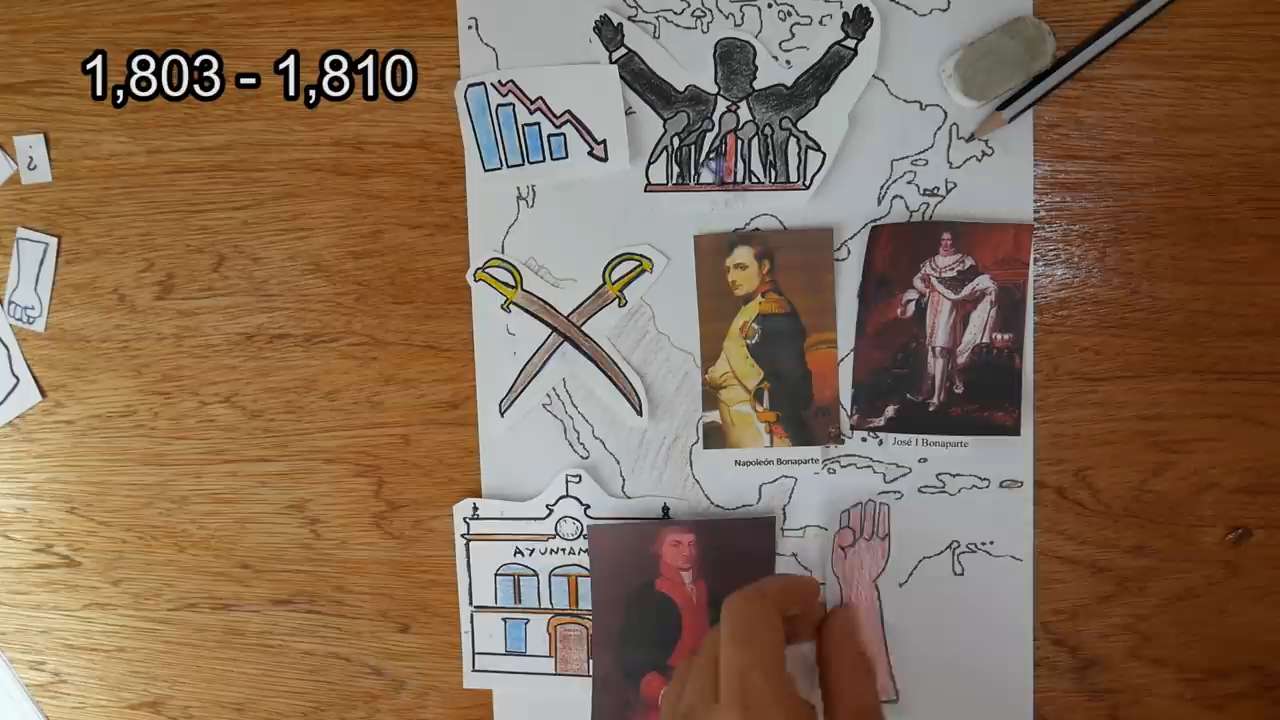 1,803 - 1,810
¿
Napoleón Bonaparte
José I Bonaparte
AYUNTAM